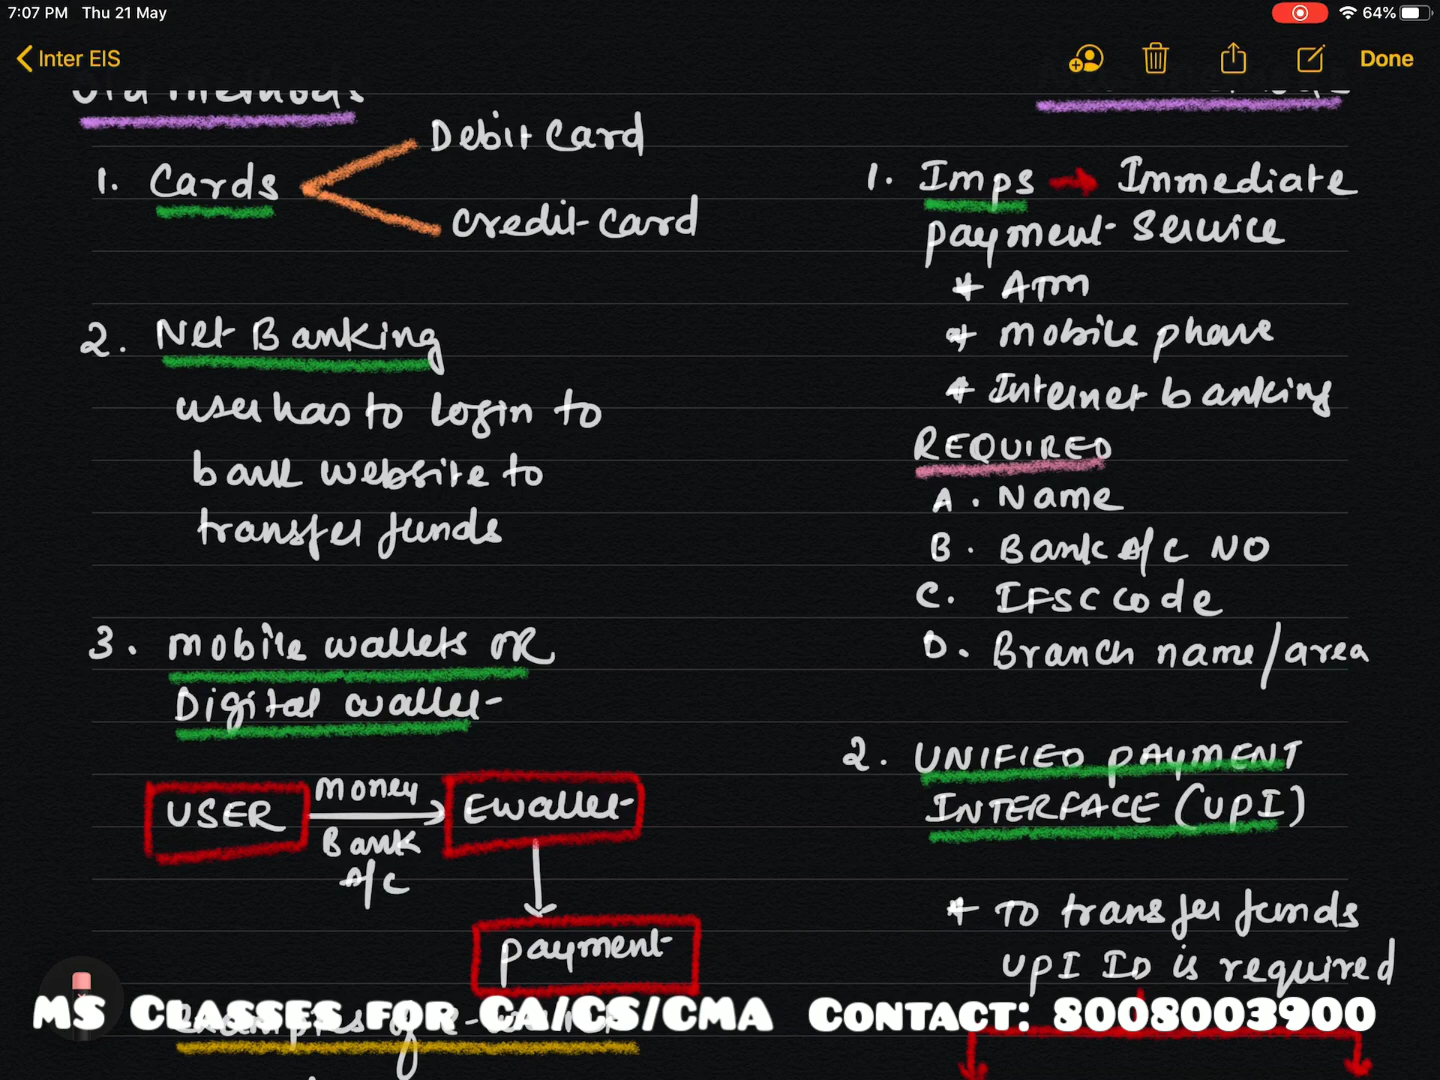 7:07 PM Thu 21 May
64%
Inter EIS
Done
Old methods
1. Cards
Debit Card
Credit Card
2. Net Banking
user has to login to
bank website to
transfer funds
3. mobile wallets OR
Digital wallet
USER
money
Bank
A/c
Ewallet
payment
1. Imps → Immediate
payment Service
* ATM
* mobile phone
* Internet banking
REQUIRED
A. Name
B. Bank A/c NO
C. IFSC code
D. Branch name/area
2. UNIFIED PAYMENT
INTERFACE (UPI)
* To transfer funds
UPI ID is required
MS Classes for CA/CS/CMA Contact: 8008003900